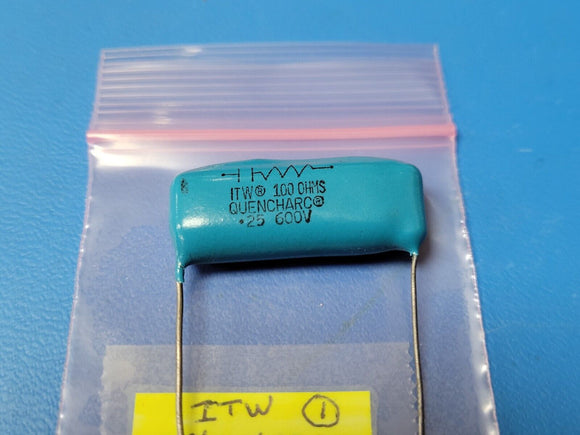 ITW® 100 OHMS
QUENCHARC®
.25 600V
ITW 1